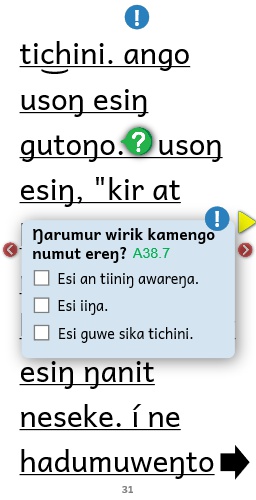 tichini. ango
usoŋ esiŋ
gutoŋo. usoŋ
esiŋ, "kir at
Ŋarumur wirik kamengo
numut ereŋ? A38.7
Esi an tiiniŋ awareŋa.
Esi iiŋa.
Esi guwe sika tichini.
esiŋ ŋanit
neseke. í ne
hadumuweŋto
31